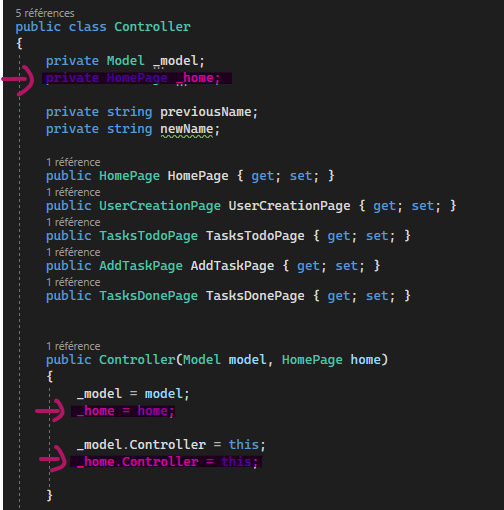 5 références
public class Controller
{
private Model _model;
private HomePage _home;
private string previousName;
private string newName;
1 référence
public HomePage HomePage { get; set; }
1 référence
public UserCreationPage UserCreationPage { get; set; }
1 référence
public TasksTodoPage TasksTodoPage { get; set; }
1 référence
public AddTaskPage AddTaskPage { get; set; }
1 référence
public TasksDonePage TasksDonePage { get; set; }
1 référence
public Controller(Model model, HomePage home)
{
_model = model;
_home = home;
_model.Controller = this;
_home.Controller = this;
}